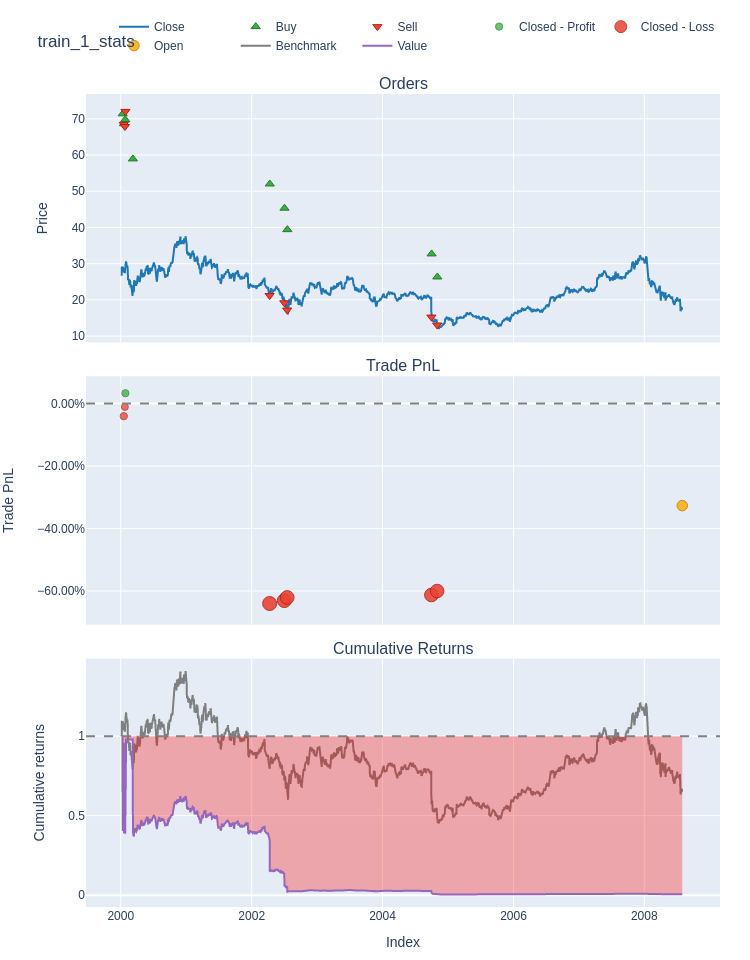 train_1_stats
Close Buy Sell Closed - Profit Closed - Loss
Open Benchmark Value
Orders
Price
70
60
50
40
30
20
10
Trade PnL
Trade PnL
0.00%
−20.00%
−40.00%
−60.00%
Cumulative Returns
Cumulative returns
1
0.5
0
2000 2002 2004 2006 2008
Index